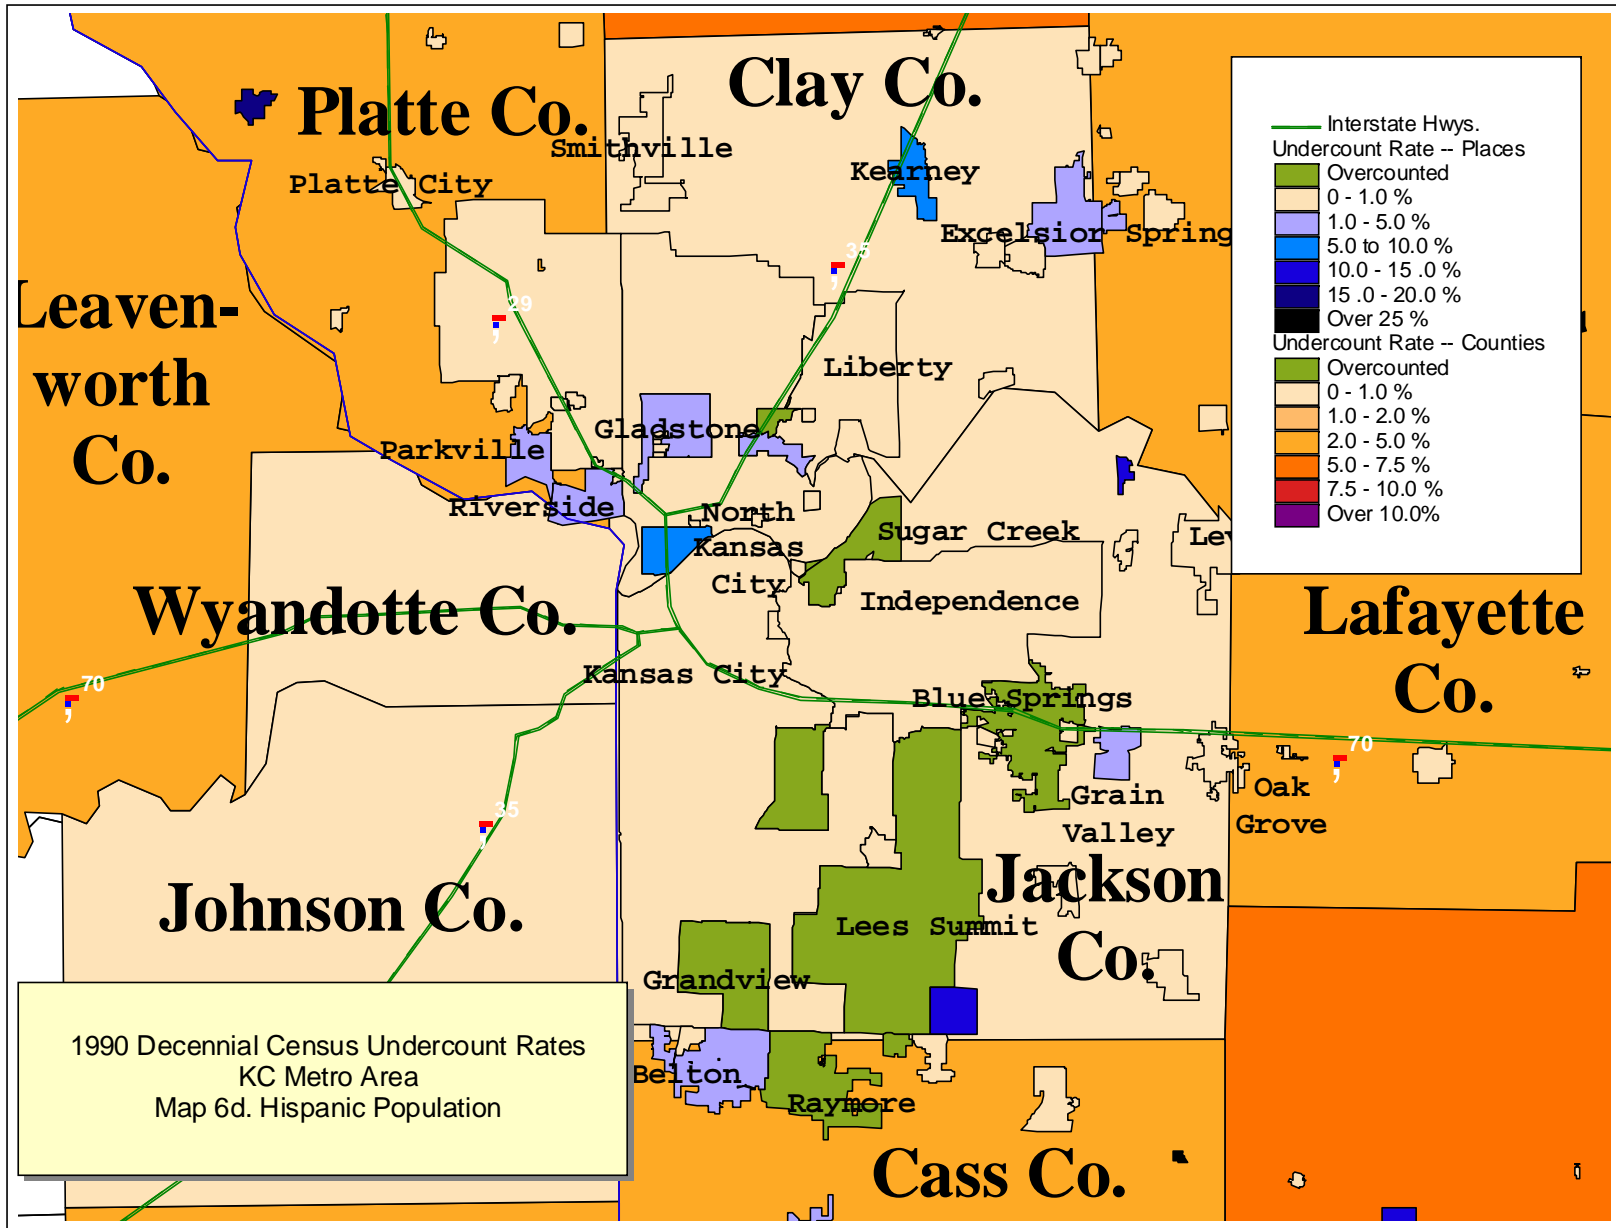 Clay Co.
Platte Co.
Smithville
Platte City
Kearney
Excelsior Spring
35
29
Leaven-
worth
Co.
Liberty
Gladstone
Parkville
Riverside
North
Kansas
City
Sugar Creek
Independence
Wyandotte Co.
Kansas City
Blue Springs
70
Lafayette
Co.
70
Grain
Valley
Oak
Grove
35
Johnson Co.
Jackson
Co.
Lees Summit
Grandview
Belton
Raymore
Cass Co.
Interstate Hwys.
Undercount Rate -- Places
Overcounted
0 - 1.0 %
1.0 - 5.0 %
5.0 to 10.0 %
10.0 - 15 .0 %
15 .0 - 20.0 %
Over 25 %
Undercount Rate -- Counties
Overcounted
0 - 1.0 %
1.0 - 2.0 %
2.0 - 5.0 %
5.0 - 7.5 %
7.5 - 10.0 %
Over 10.0%
1990 Decennial Census Undercount Rates
KC Metro Area
Map 6d. Hispanic Population